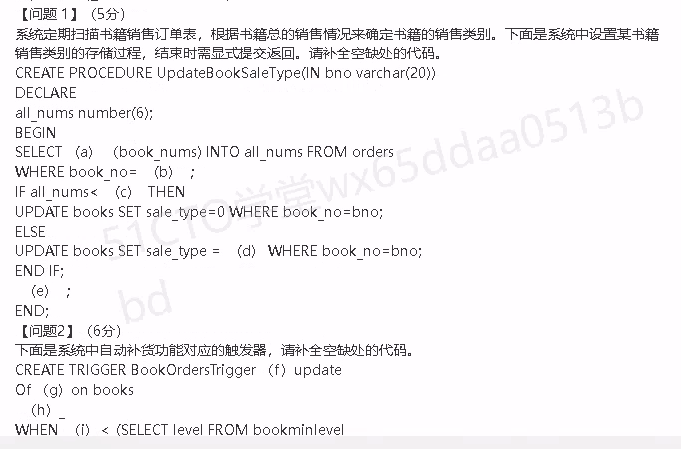 【问题 1】（5分）
系统定期扫描书籍销售订单表，根据书籍总的销售情况来确定书籍的销售类别。下面是系统中设置某书籍
销售类别的存储过程，结束时需显式提交返回。请补全空缺处的代码。
CREATE PROCEDURE UpdateBookSaleType(IN bno varchar(20))
DECLARE
all_nums number(6);
BEGIN
SELECT （a） （book_nums) INTO all_nums FROM orders
WHERE book_no= （b） ；
IF all_nums< （c） THEN
UPDATE books SET sale_type=0 WHERE book_no=bno;
ELSE
UPDATE books SET sale_type = （d） WHERE book_no=bno;
END IF;
（e） ；
END;
【问题2】（6分）
下面是系统中自动补货功能对应的触发器，请补全空缺处的代码。
CREATE TRIGGER BookOrdersTrigger （f）update
Of （g）on books
（h）_
WHEN （i）< (SELECT level FROM bookminlevel
51CTO学堂wx65ddaa0513b
bd